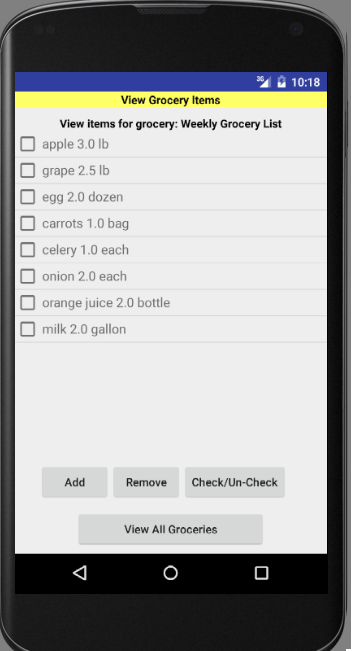 3G 10:18
View Grocery Items
View items for grocery: Weekly Grocery List
apple 3.0 lb
grape 2.5 lb
egg 2.0 dozen
carrots 1.0 bag
celery 1.0 each
onion 2.0 each
orange juice 2.0 bottle
milk 2.0 gallon
Add Remove Check/Un-Check
View All Groceries